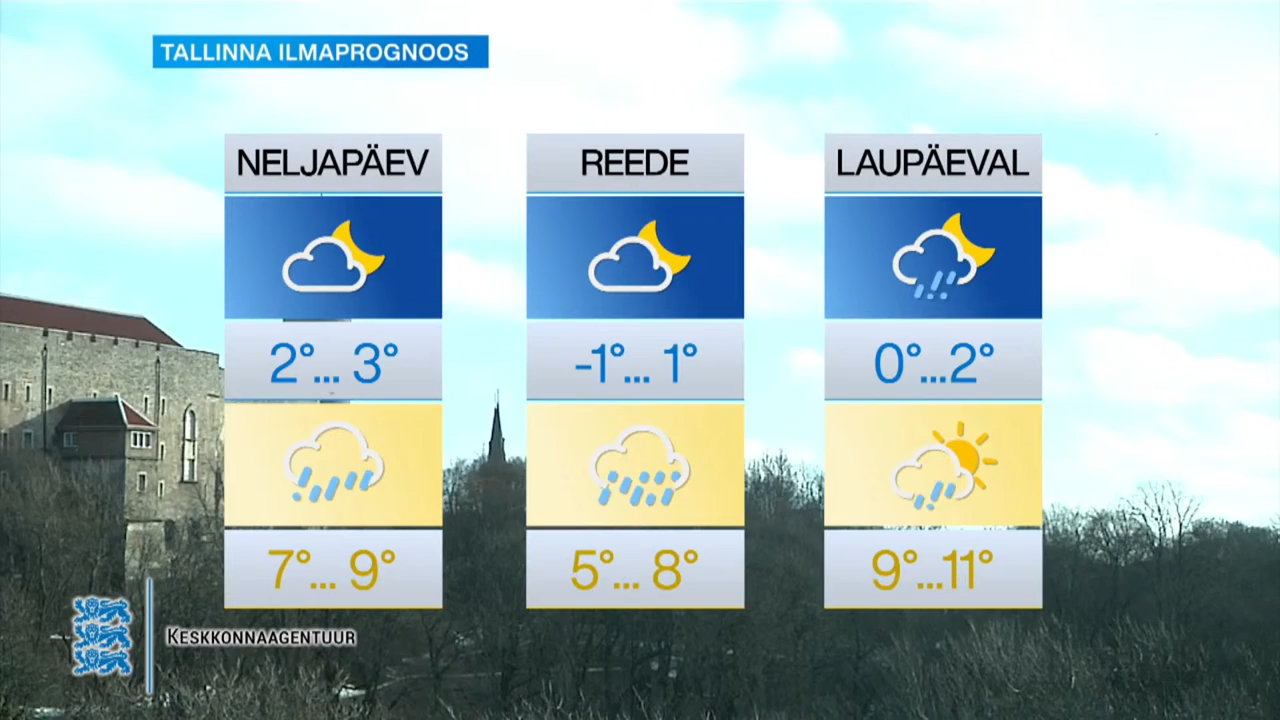 TALLINNA ILMAPROGNOOS
NELJAPÄEV
2°... 3°
7°... 9°
REEDE
-1°... 1°
5°... 8°
LAUPÄEVAL
0°...2°
9°...11°
KESKKONNAAGENTUUR